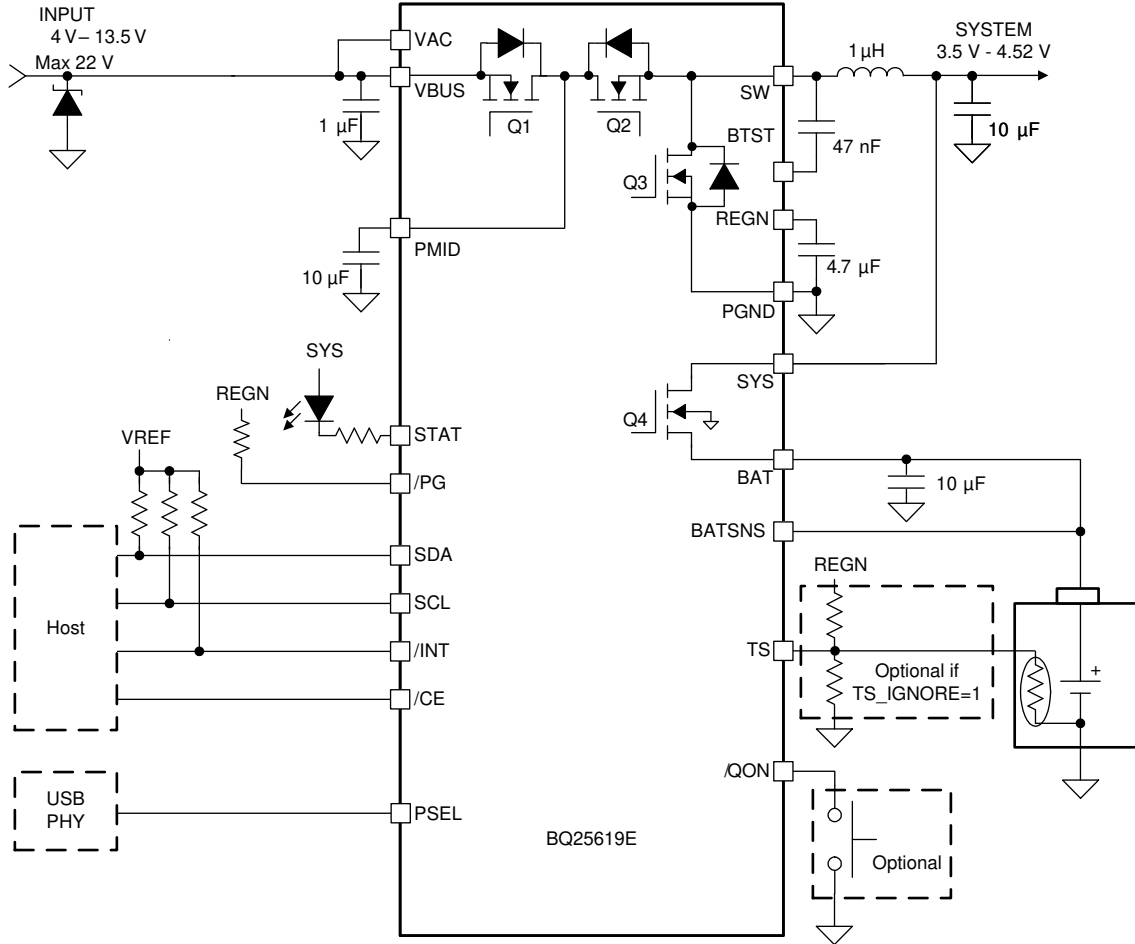 INPUT
4 V – 13.5 V
Max 22 V
VAC
VBUS
1 µF
Q1
Q2
SW
1 µH
SYSTEM
3.5 V - 4.52 V
10 µF
BTST
47 nF
Q3
REGN
4.7 µF
PMID
10 µF
PGND
SYS
SYS
REGN
VREF
STAT
/PG
Q4
BAT
10 µF
BATSNS
SDA
SCL
Host
/INT
/CE
REGN
TS
Optional if
TS_IGNORE=1
+
/QON
USB
PHY
PSEL
BQ25619E
Optional